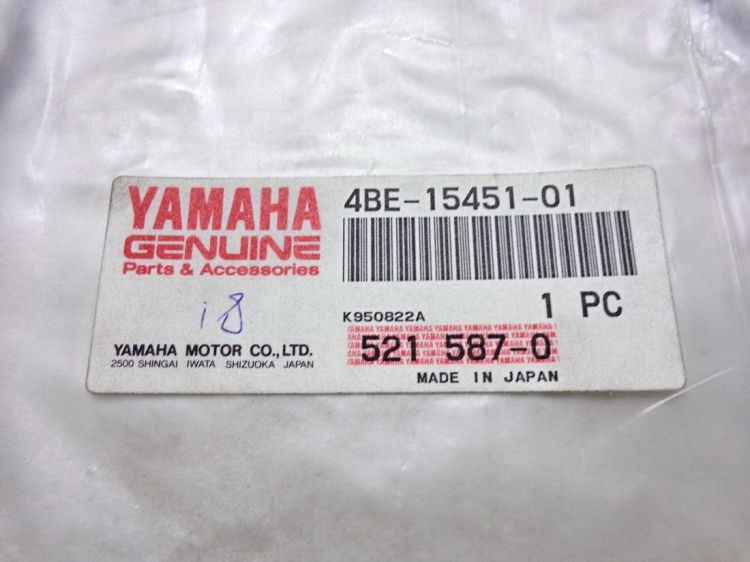 YAMAHA
GENUINE
Parts & Accessories
18
YAMAHA MOTOR CO., LTD.
2500 SHINGAI IWATA SHIZUOKA JAPAN
4BE-15451-01
K950822A
1 PC
521 587-0
MADE IN JAPAN